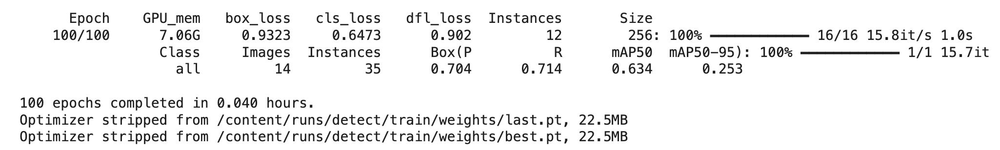 Epoch GPU_mem box_loss cls_loss dfl_loss Instances Size
100/100 7.06G 0.9323 0.6473 0.902 12 256: 100% ━━━━━━━━━━━━ 16/16 15.8it/s 1.0s
Class Images Instances Box(P R mAP50 mAP50-95): 100% ━━━━━━━━━━━━ 1/1 15.7it
all 14 35 0.704 0.714 0.634 0.253
100 epochs completed in 0.040 hours.
Optimizer stripped from /content/runs/detect/train/weights/last.pt, 22.5MB
Optimizer stripped from /content/runs/detect/train/weights/best.pt, 22.5MB